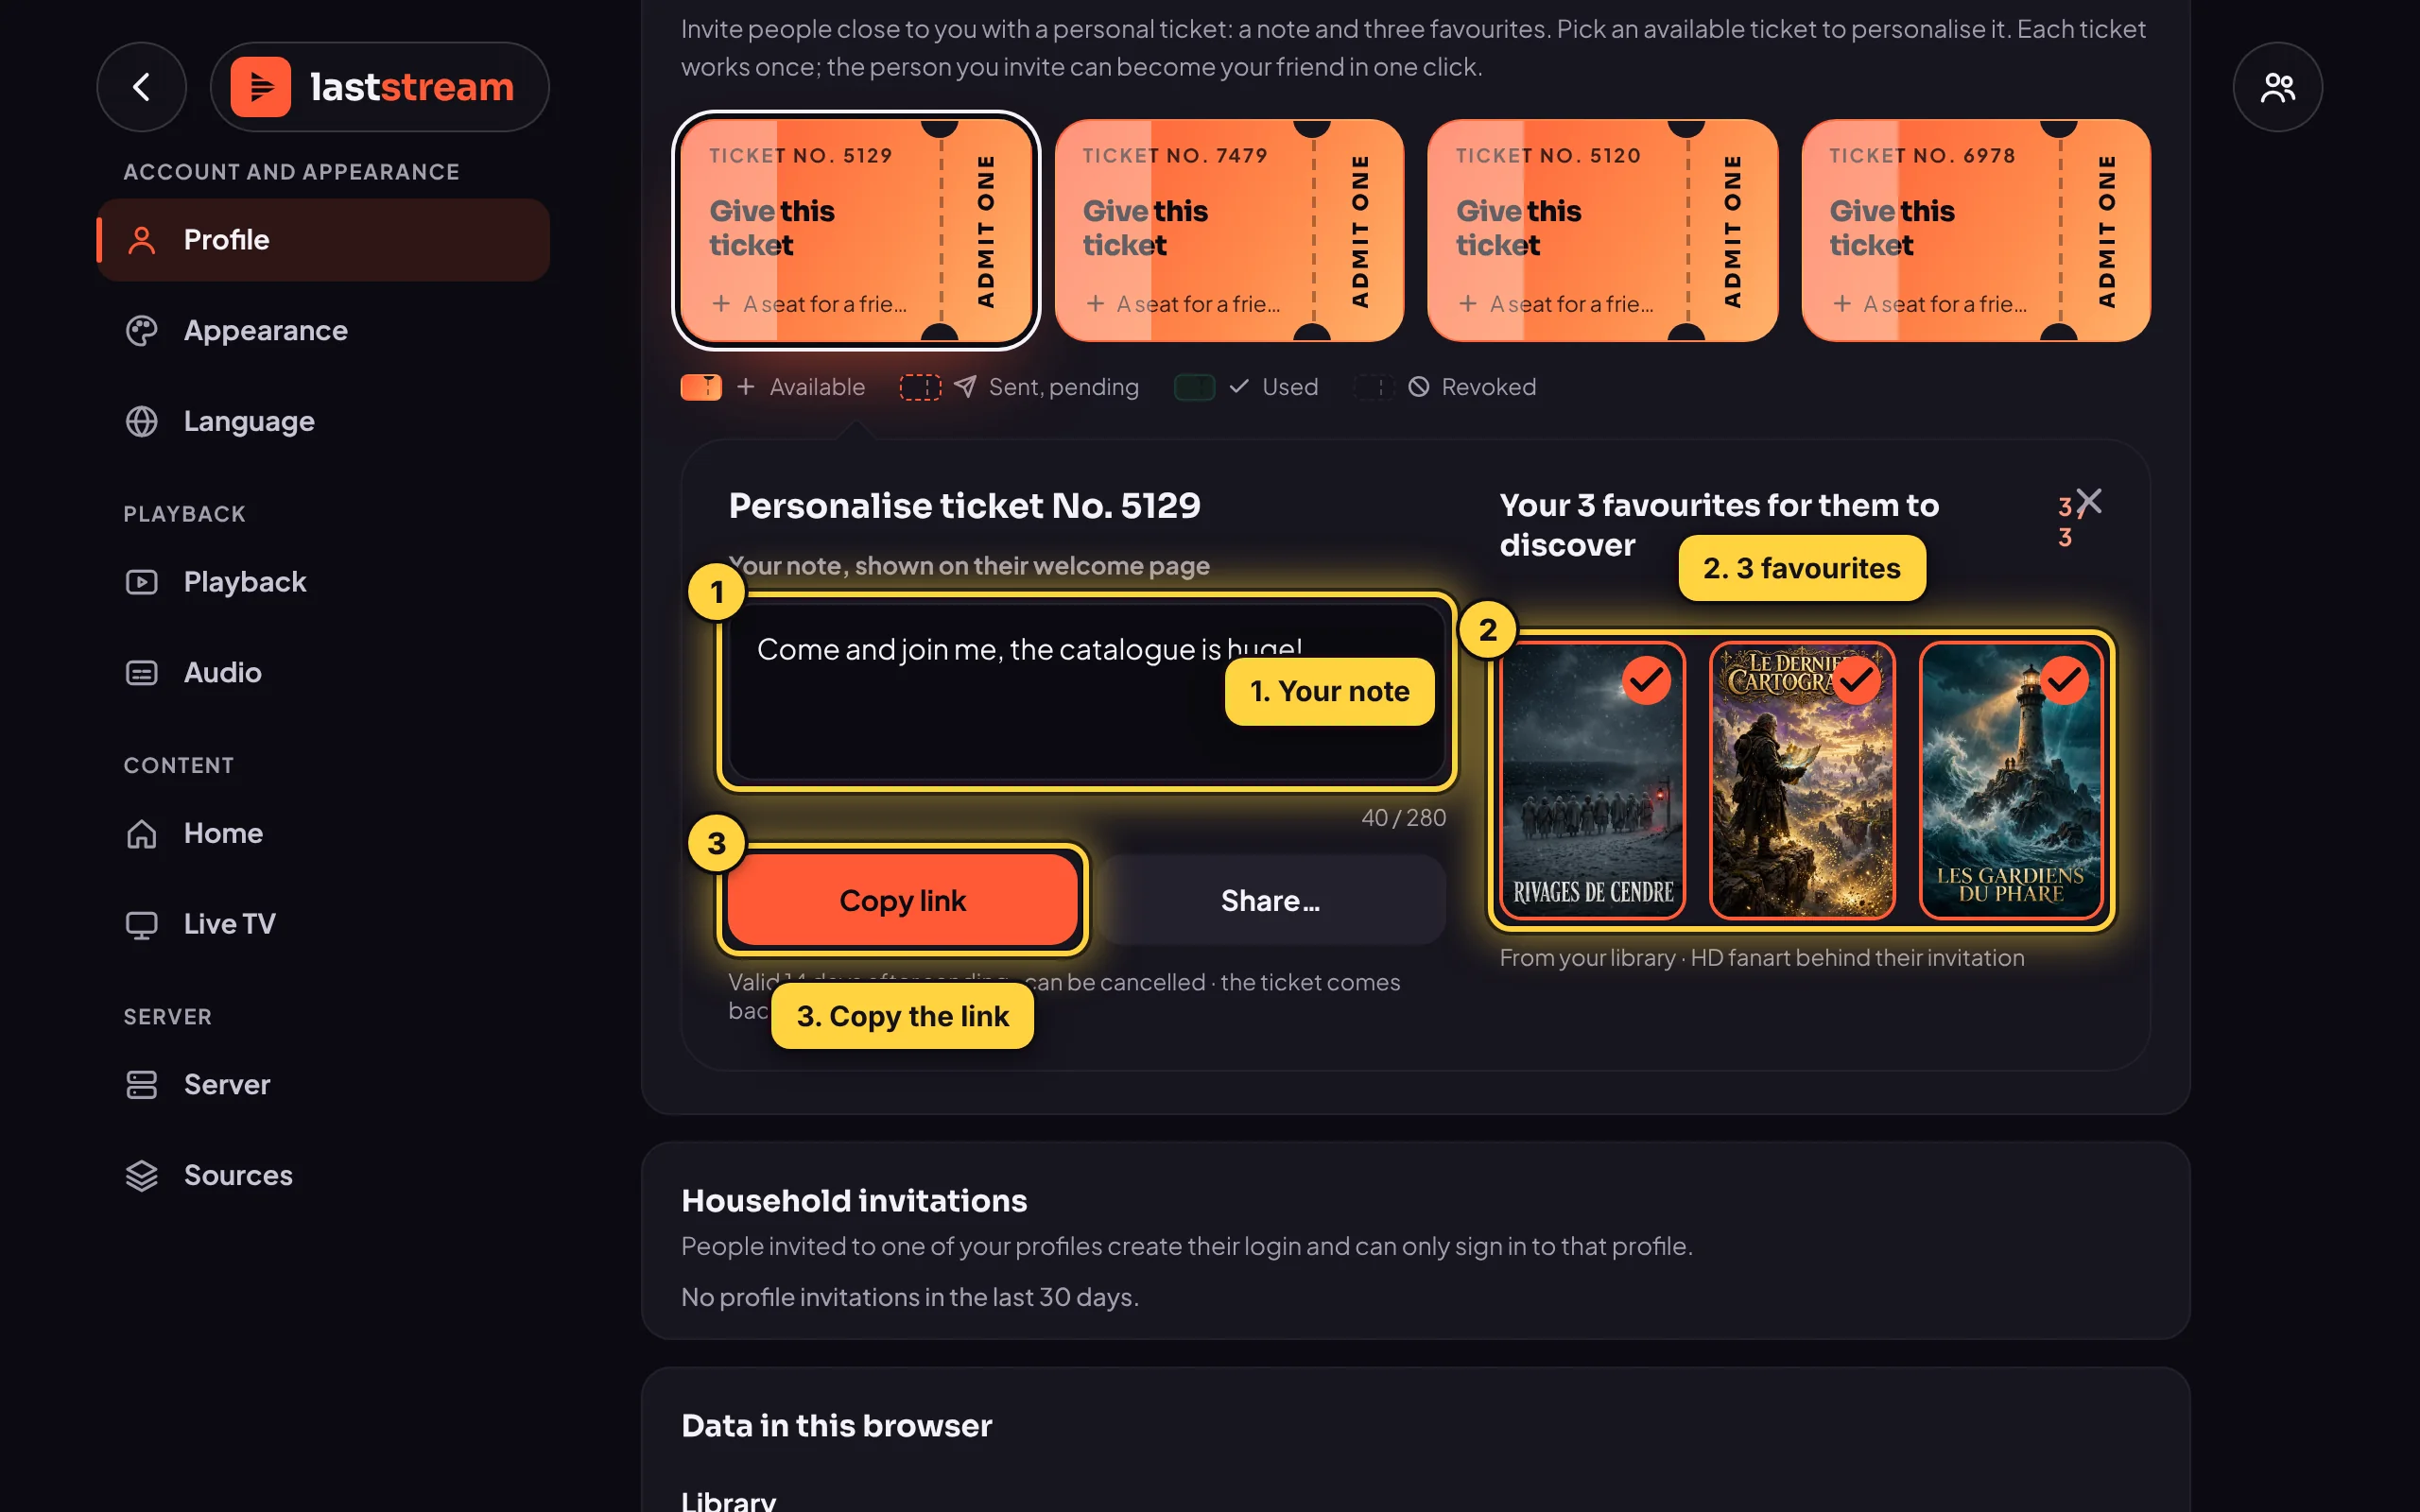 Invite people close to you with a personal ticket: a note and three favourites. Pick an available ticket to personalise it. Each ticket
works once; the person you invite can become your friend in one click.
laststream
ACCOUNT AND APPEARANCE
Profile
Appearance
Language
PLAYBACK
Playback
Audio
CONTENT
Home
Live TV
SERVER
Server
Sources
TICKET NO. 5129
Give this
ticket
A seat for a frie...
ADMIT ONE
TICKET NO. 7479
Give this
ticket
A seat for a frie...
ADMIT ONE
TICKET NO. 5120
Give this
ticket
A seat for a frie...
ADMIT ONE
TICKET NO. 6978
Give this
ticket
A seat for a frie...
ADMIT ONE
Available
Sent, pending
Used
Revoked
Personalise ticket No. 5129
Your note, shown on their welcome page
1
Come and join me, the catalogue is huge!
1. Your note
40 / 280
3
Copy link
Share...
Valid 14 days after sending · can be cancelled · the ticket comes
3. Copy the link
Your 3 favourites for them to
discover
3 /
3
2. 3 favourites
2
RIVAGES DE CENDRE
LE DERNIER
LES GARDIENS
DU PHARE
From your library · HD fanart behind their invitation
Household invitations
People invited to one of your profiles create their login and can only sign in to that profile.
No profile invitations in the last 30 days.
Data in this browser
Library